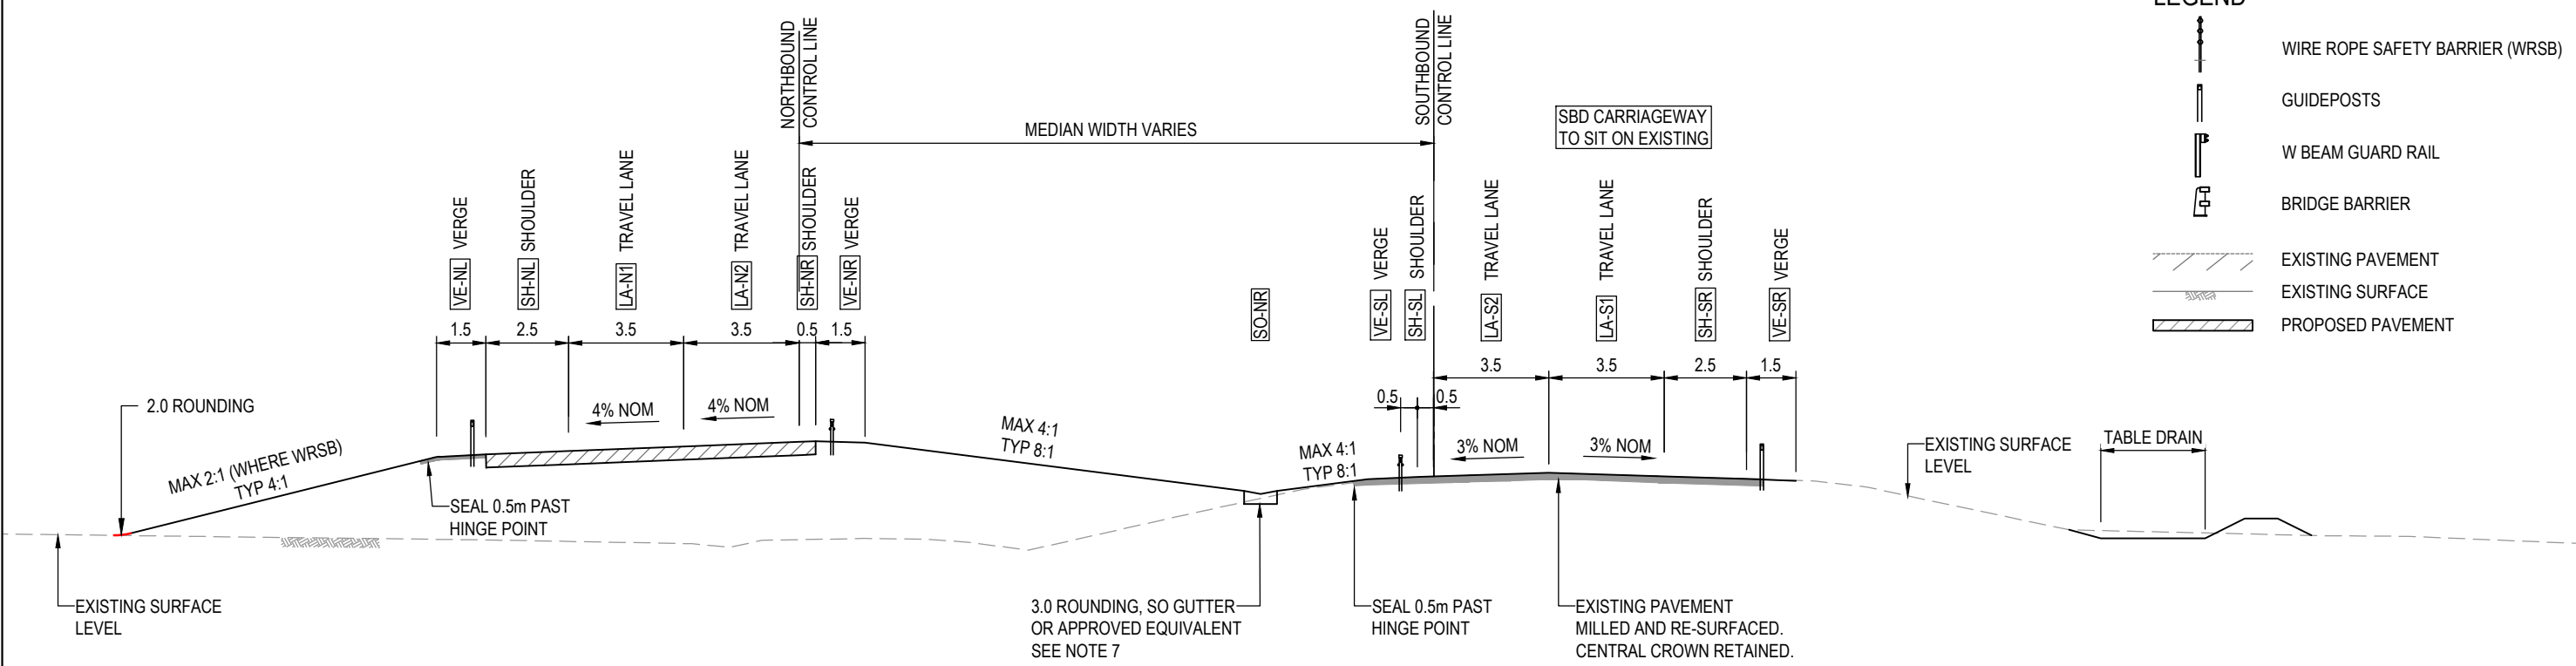 LEGEND
WIRE ROPE SAFETY BARRIER (WRSB)
GUIDEPOSTS
W BEAM GUARD RAIL
BRIDGE BARRIER
EXISTING PAVEMENT
EXISTING SURFACE
PROPOSED PAVEMENT
NORTHBOUND
CONTROL LINE
SOUTHBOUND
CONTROL LINE
MEDIAN WIDTH VARIES
SBD CARRIAGEWAY
TO SIT ON EXISTING
VE-NL VERGE
SH-NL SHOULDER
LA-N1 TRAVEL LANE
LA-N2 TRAVEL LANE
SH-NR SHOULDER
VE-NR VERGE
SO-NR
VE-SL VERGE
SH-SL SHOULDER
LA-S2 TRAVEL LANE
LA-S1 TRAVEL LANE
SH-SR SHOULDER
VE-SR VERGE
1.5 2.5 3.5 3.5 0.5 1.5
3.5 3.5 2.5 1.5
0.5 0.5
2.0 ROUNDING
4% NOM 4% NOM
MAX 2:1 (WHERE WRSB)
TYP 4:1
SEAL 0.5m PAST
HINGE POINT
MAX 4:1
TYP 8:1
MAX 4:1
TYP 8:1
3% NOM 3% NOM
EXISTING SURFACE
LEVEL
TABLE DRAIN
EXISTING SURFACE
LEVEL
3.0 ROUNDING, SO GUTTER
OR APPROVED EQUIVALENT
SEE NOTE 7
SEAL 0.5m PAST
HINGE POINT
EXISTING PAVEMENT
MILLED AND RE-SURFACED.
CENTRAL CROWN RETAINED.